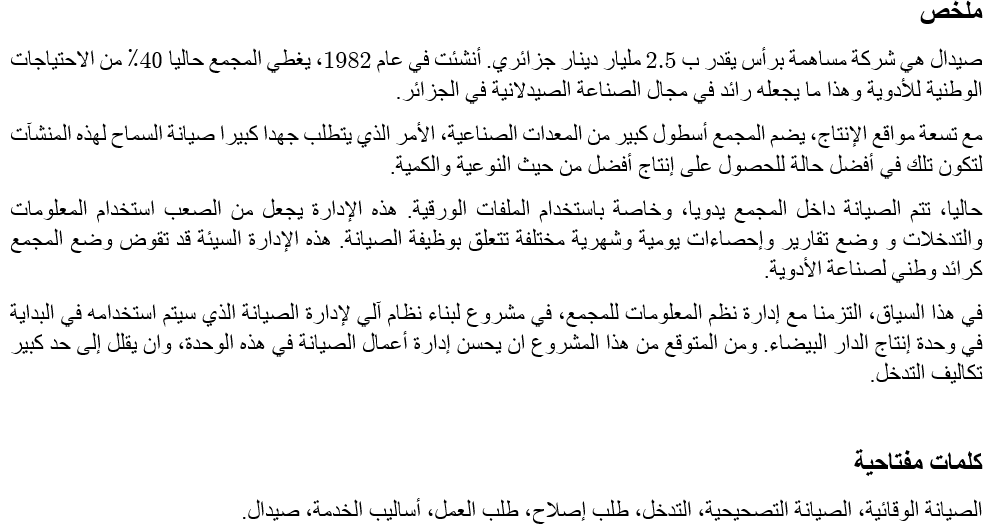 ملخص
صيدال هي شركة مساهمة برأس يقدر ب 2.5 مليار دينار جزائري. أنشئت في عام 1982، يغطي المجمع حاليا 40٪ من الاحتياجات
الوطنية للأدوية وهذا ما يجعله رائد في مجال الصناعة الصيدلانية في الجزائر.
مع تسعة مواقع الإنتاج، يضم المجمع أسطول كبير من المعدات الصناعية، الأمر الذي يتطلب جهدا كبيرا صيانة السماح لهذه المنشآت
لتكون تلك في أفضل حالة للحصول على إنتاج أفضل من حيث النوعية والكمية.
حاليا، تتم الصيانة داخل المجمع يدويا، وخاصة باستخدام الملفات الورقية. هذه الإدارة يجعل من الصعب استخدام المعلومات
والتدخلات و وضع تقارير وإحصاءات يومية وشهرية مختلفة تتعلق بوظيفة الصيانة. هذه الإدارة السيئة قد تقوض وضع المجمع
كرائد وطني لصناعة الأدوية.
في هذا السياق، التزمنا مع إدارة نظم المعلومات للمجمع، في مشروع لبناء نظام آلي لإدارة الصيانة الذي سيتم استخدامه في البداية
في وحدة إنتاج الدار البيضاء. ومن المتوقع من هذا المشروع ان يحسن إدارة أعمال الصيانة في هذه الوحدة، وان يقلل إلى حد كبير
تكاليف التدخل.
كلمات مفتاحية
الصيانة الوقائية، الصيانة التصحيحية، التدخل، طلب إصلاح، طلب العمل، أساليب الخدمة، صيدال.